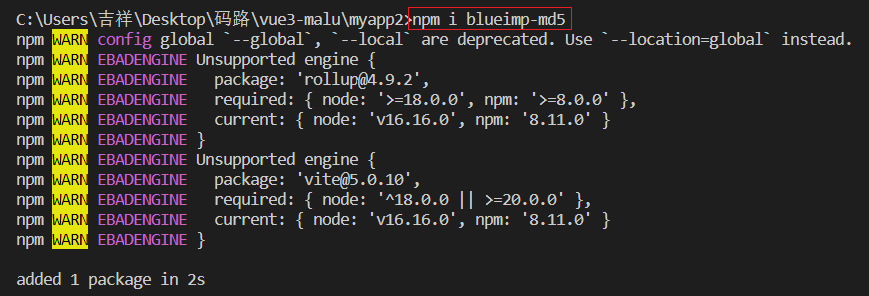 C:\Users\吉祥\Desktop\码路\vue3-malu\myapp2>npm i blueimp-md5
npm WARN config global `--global`, `--local` are deprecated. Use `--location=global` instead.
npm WARN EBADENGINE Unsupported engine {
npm WARN EBADENGINE   package: 'rollup@4.9.2',
npm WARN EBADENGINE   required: { node: '>=18.0.0', npm: '>=8.0.0' },
npm WARN EBADENGINE   current: { node: 'v16.16.0', npm: '8.11.0' }
npm WARN EBADENGINE }
npm WARN EBADENGINE Unsupported engine {
npm WARN EBADENGINE   package: 'vite@5.0.10',
npm WARN EBADENGINE   required: { node: '^18.0.0 || >=20.0.0' },
npm WARN EBADENGINE   current: { node: 'v16.16.0', npm: '8.11.0' }
npm WARN EBADENGINE }
added 1 package in 2s